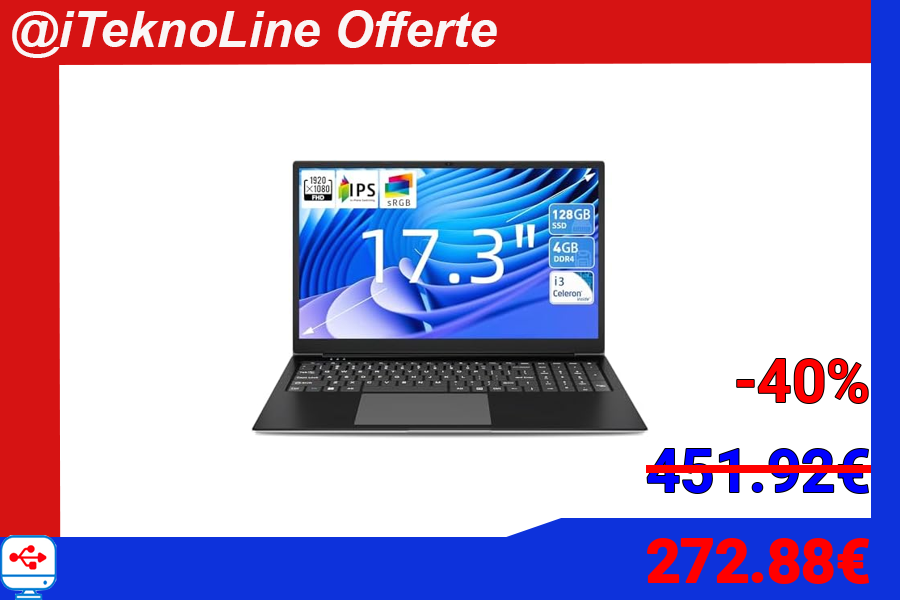 @iTeknoLine Offerte
1920
×1080
FHD
IPS
sRGB
17.3"
128GB
SSD
4GB
DDR4
i3
Celeron
inside
-40%
451.92€
272.88€